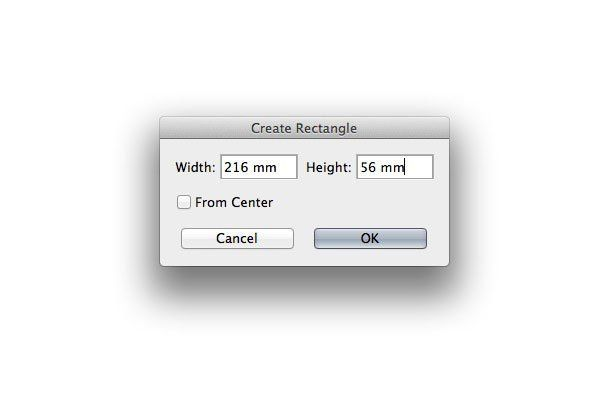 Create Rectangle
Width: 216 mm Height: 56 mm
From Center
Cancel OK